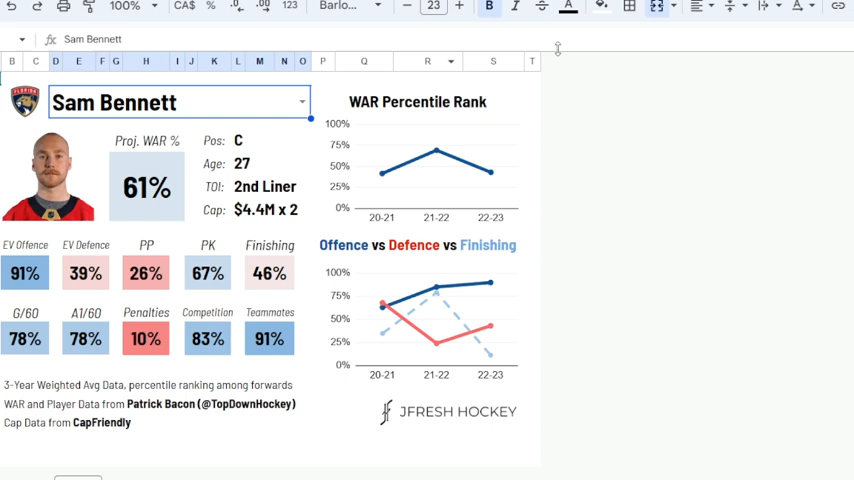 100% CA$ % .0 .00 123 Barlo... 23 B I A
fx Sam Bennett
B C D E F G H I J K L M N O P Q R S T
FLORIDA
Sam Bennett
WAR Percentile Rank
Proj. WAR %
61%
Pos: C
Age: 27
TOI: 2nd Liner
Cap: $4.4M x 2
100%
75%
50%
25%
0%
20-21 21-22 22-23
EV Offence EV Defence PP PK Finishing
91% 39% 26% 67% 46%
G/60 A1/60 Penalties Competition Teammates
78% 78% 10% 83% 91%
Offence vs Defence vs Finishing
100%
75%
50%
25%
0%
20-21 21-22 22-23
3-Year Weighted Avg Data, percentile ranking among forwards
WAR and Player Data from Patrick Bacon (@TopDownHockey)
Cap Data from CapFriendly
JFRESH HOCKEY